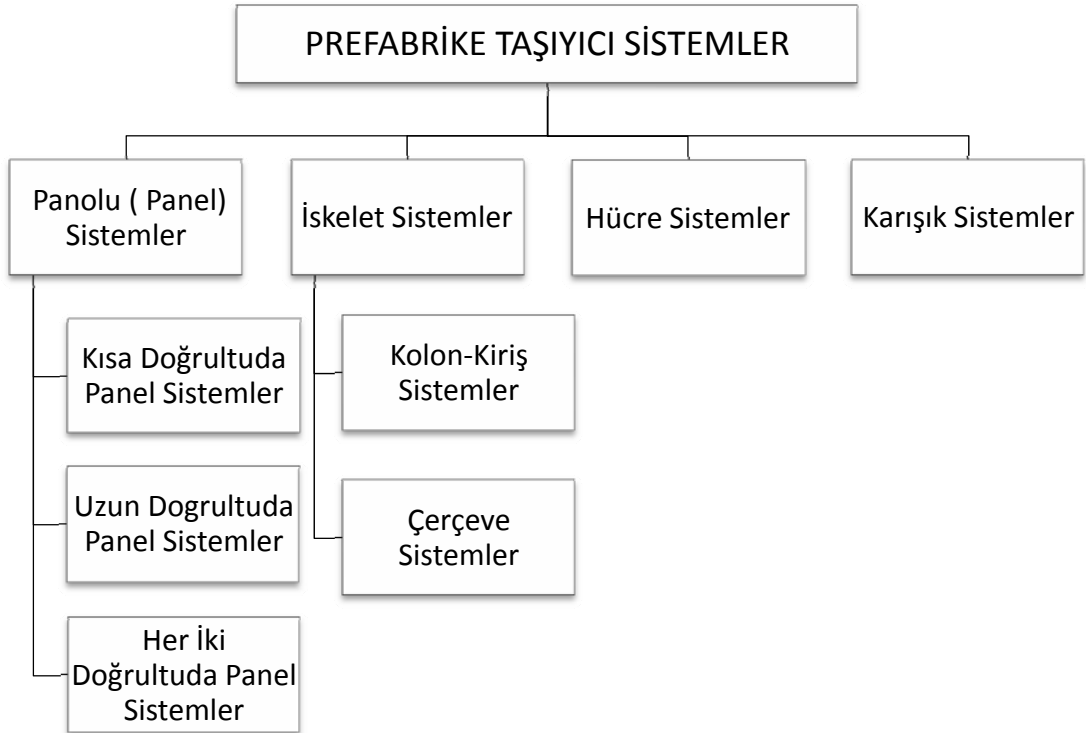 PREFABRİKE TAŞIYICI SİSTEMLER
Panolu ( Panel)
Sistemler
İskelet Sistemler
Hücre Sistemler
Karışık Sistemler
Kısa Doğrultuda
Panel Sistemler
Uzun Dogrultuda
Panel Sistemler
Her İki
Doğrultuda Panel
Sistemler
Kolon-Kiriş
Sistemler
Çerçeve
Sistemler